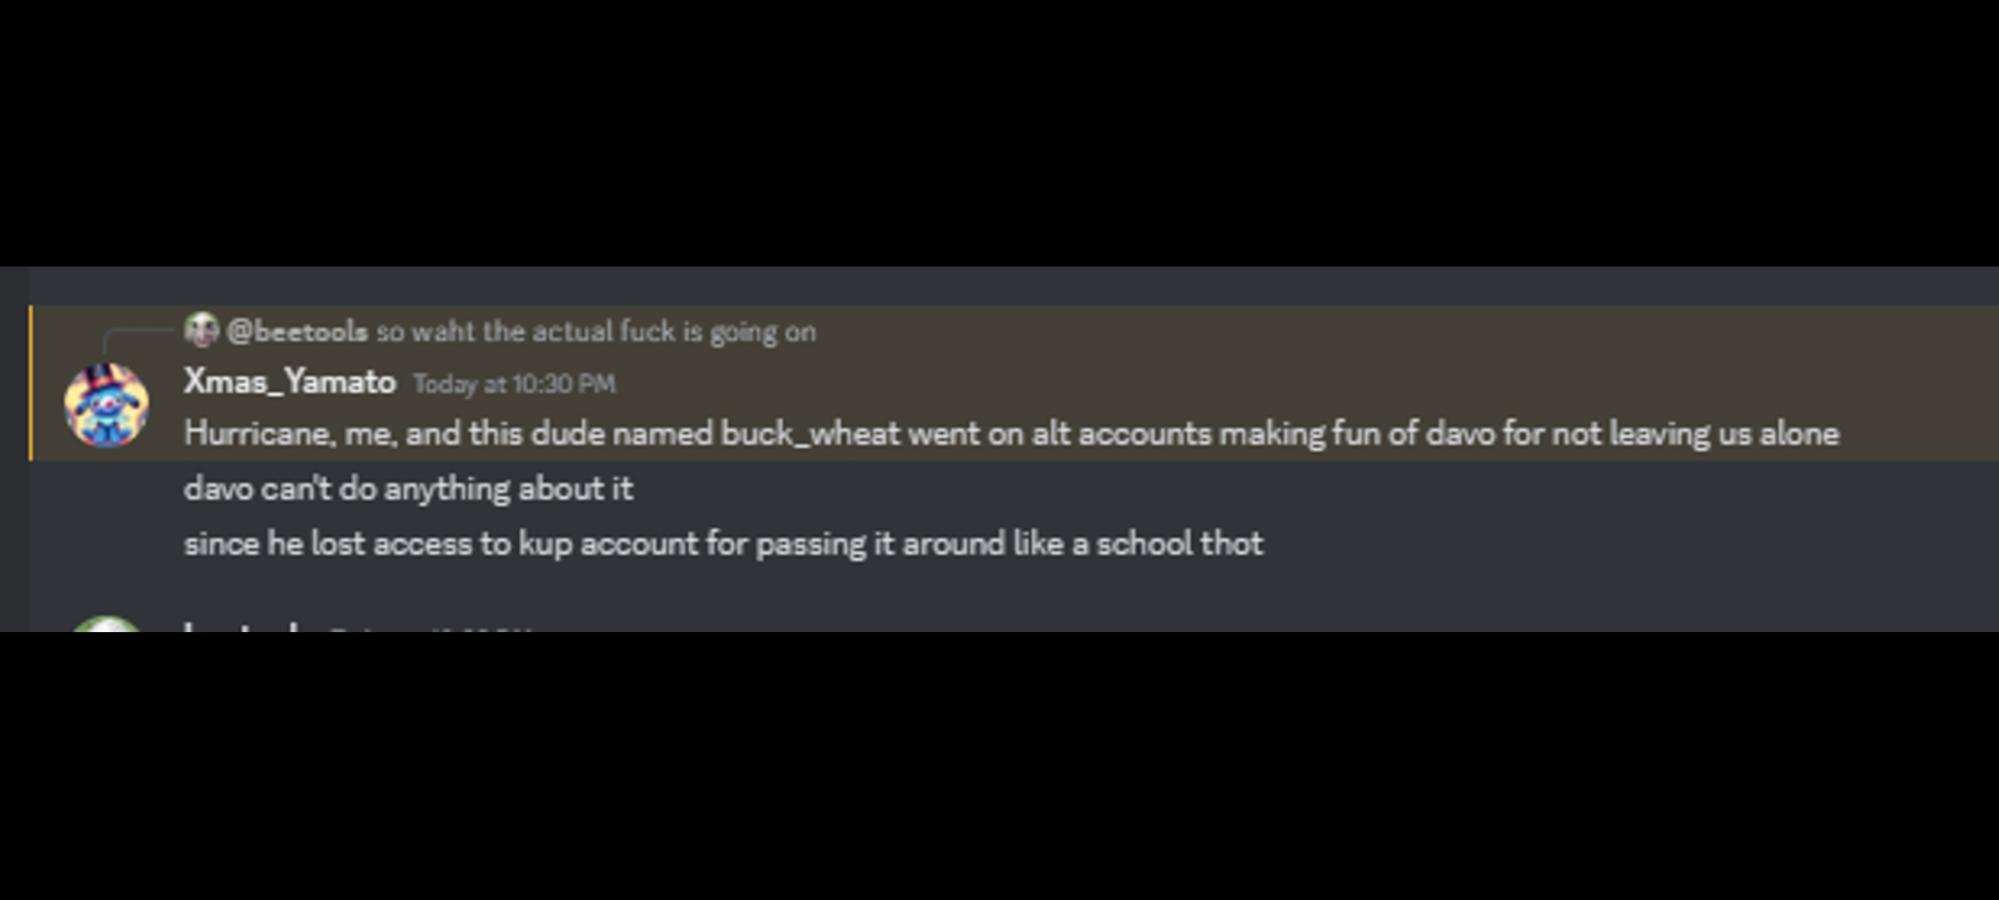 @beetools so waht the actual fuck is going on
Xmas_Yamato Today at 10:30 PM
Hurricane, me, and this dude named buck_wheat went on alt accounts making fun of davo for not leaving us alone
davo can't do anything about it
since he lost access to kup account for passing it around like a school thot